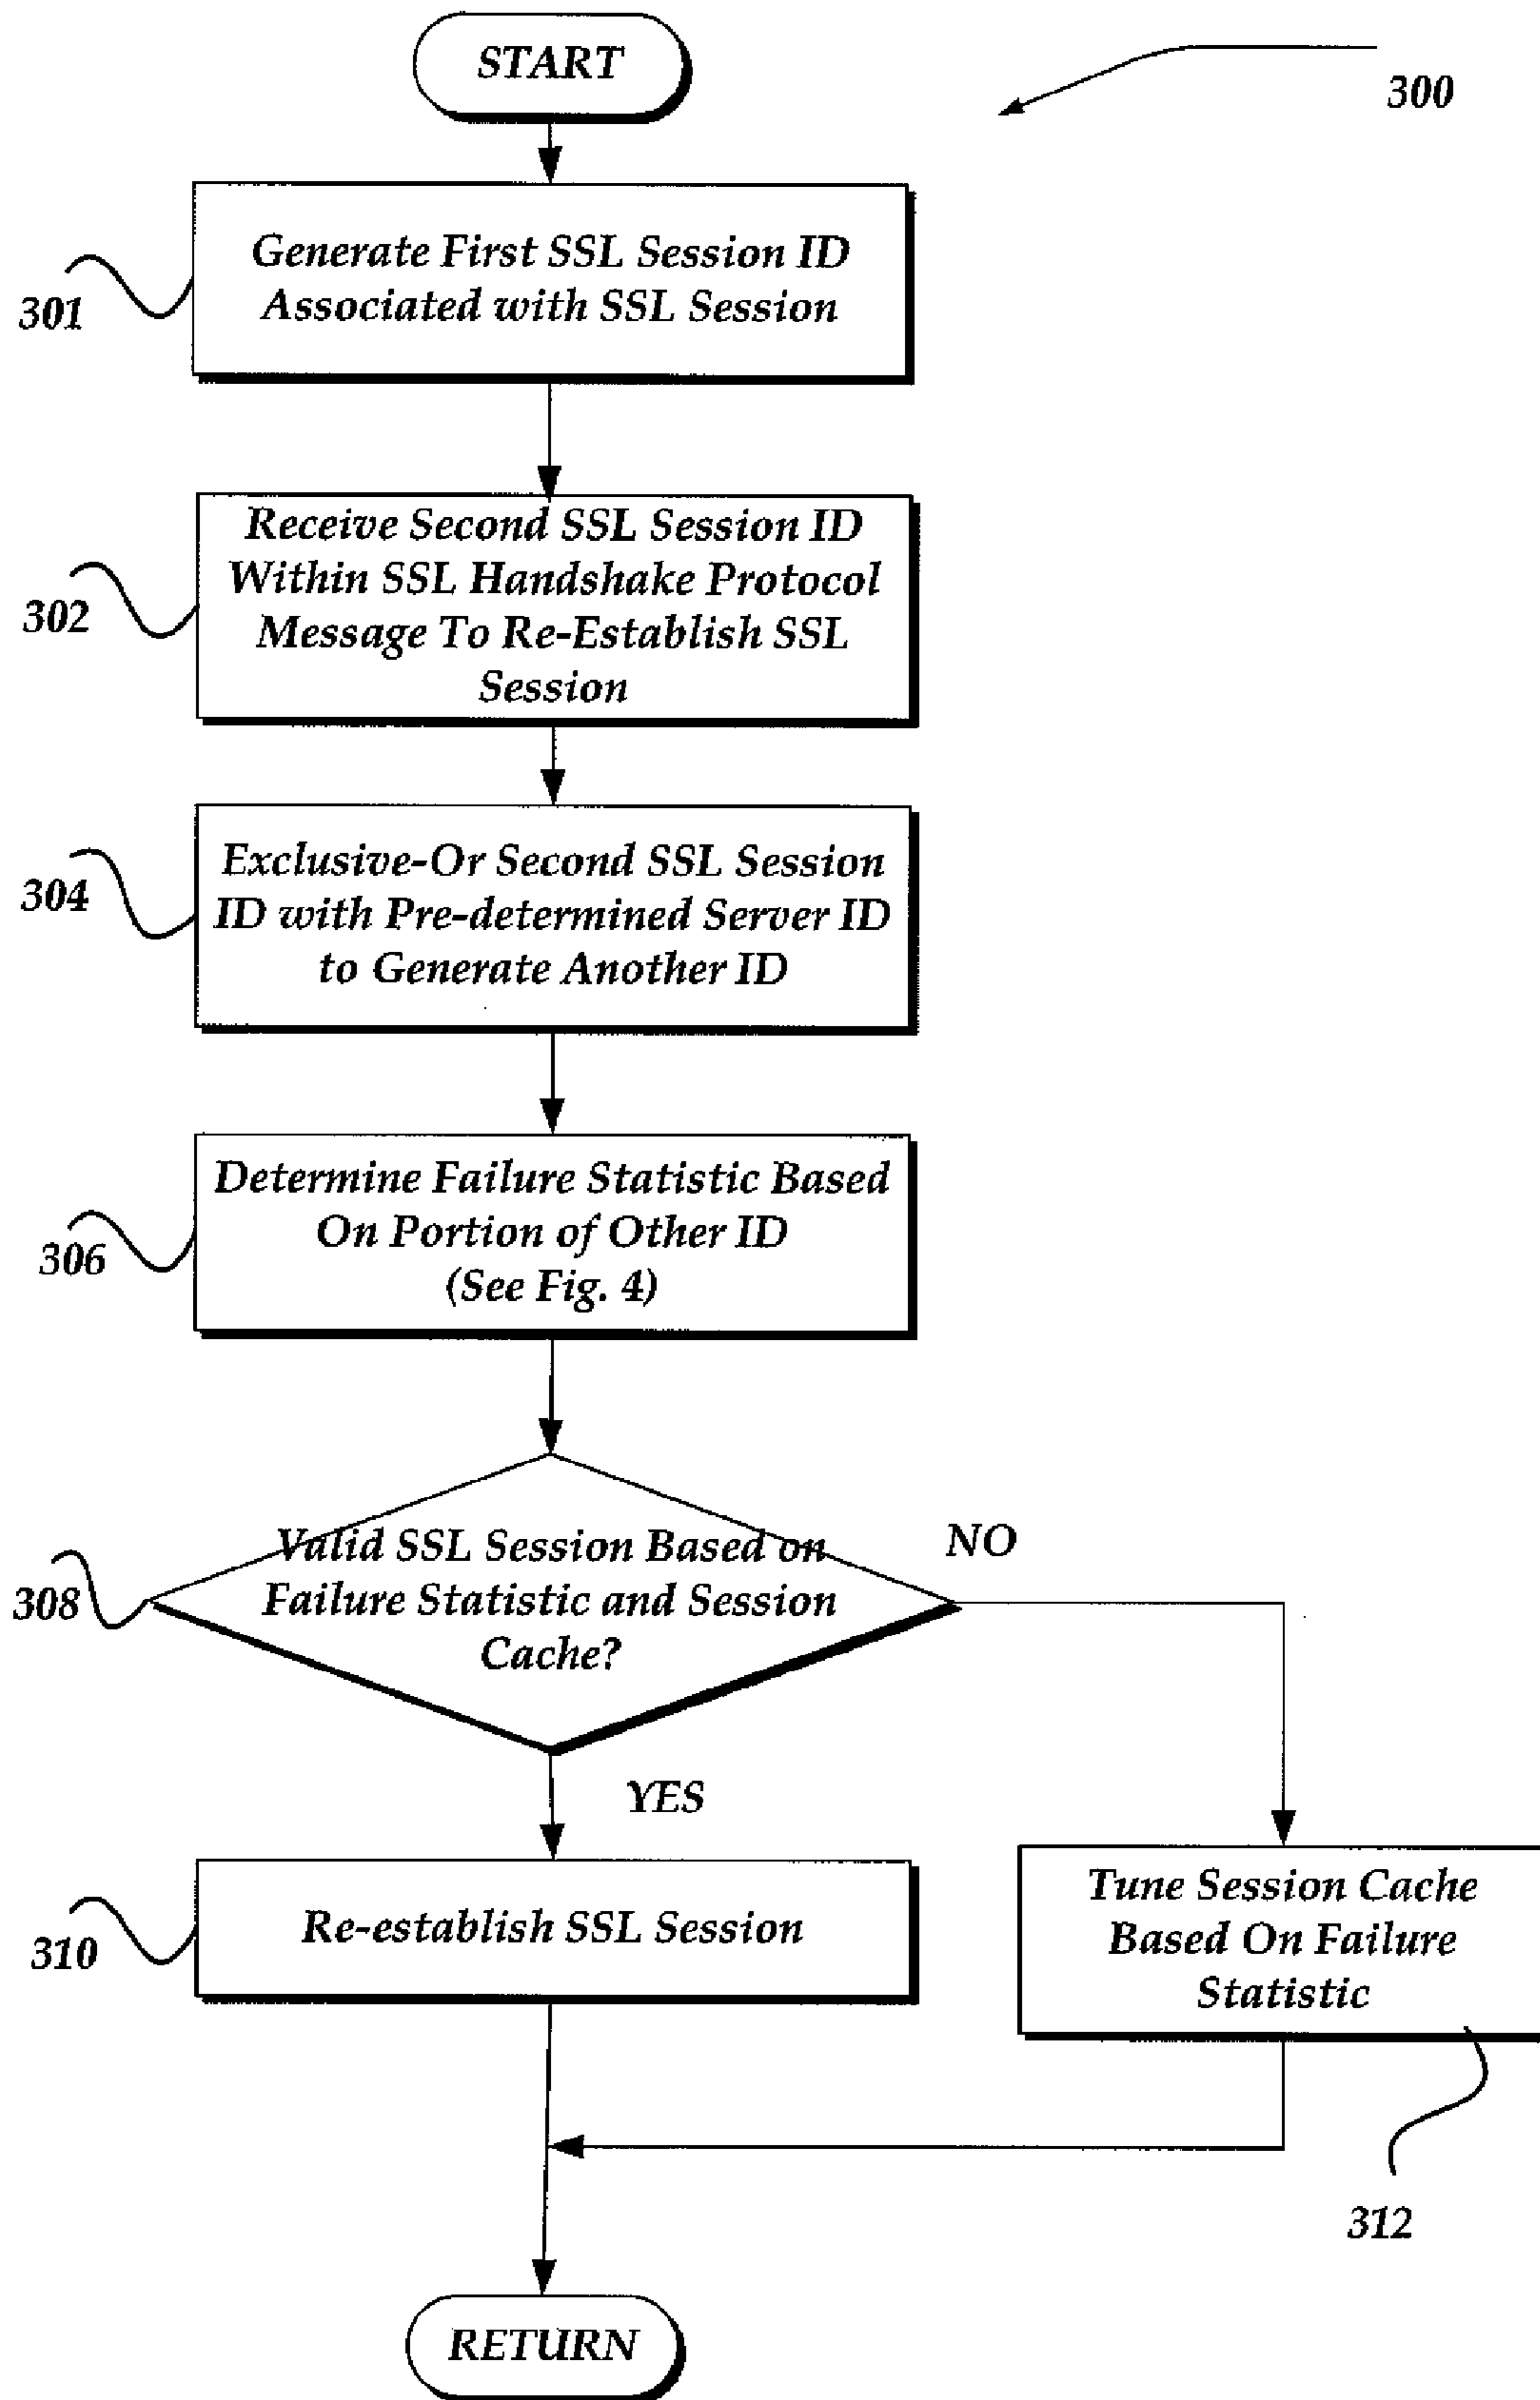 START
300
Generate First SSL Session ID
Associated with SSL Session
301
Receive Second SSL Session ID
Within SSL Handshake Protocol
Message To Re-Establish SSL
Session
302
Exclusive-Or Second SSL Session
ID with Pre-determined Server ID
to Generate Another ID
304
Determine Failure Statistic Based
On Portion of Other ID
(See Fig. 4)
306
Valid SSL Session Based on
Failure Statistic and Session
Cache?
308
NO
YES
Re-establish SSL Session
310
Tune Session Cache
Based On Failure
Statistic
312
RETURN